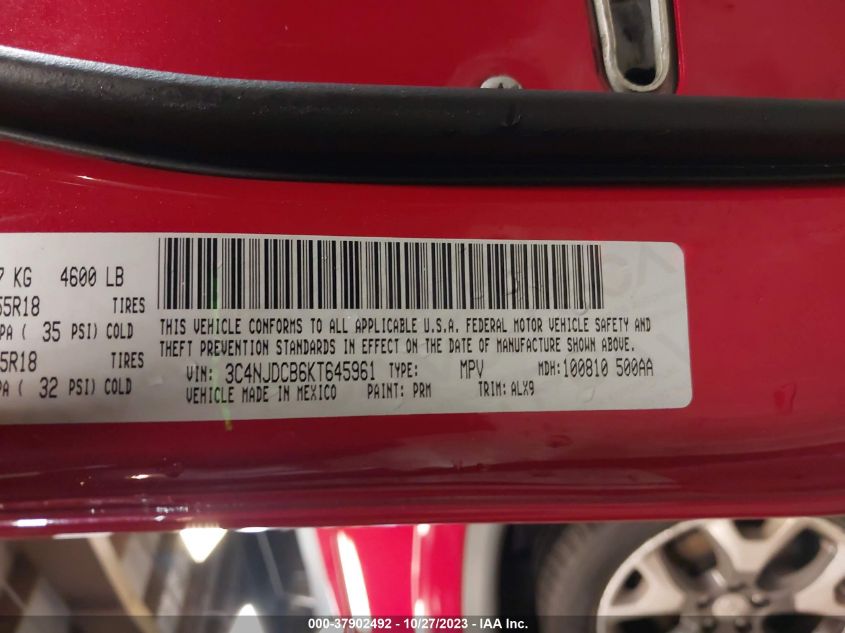 7 KG 4600 LB
55R18 TIRES
PA ( 35 PSI) COLD
5R18 TIRES
PA ( 32 PSI) COLD
THIS VEHICLE CONFORMS TO ALL APPLICABLE U.S.A. FEDERAL MOTOR VEHICLE SAFETY AND
THEFT PREVENTION STANDARDS IN EFFECT ON THE DATE OF MANUFACTURE SHOWN ABOVE.
VIN: 3C4NJDCB6KT645961 TYPE: MPV MDH: 100810 500AA
VEHICLE MADE IN MEXICO PAINT: PRM TRIM: ALX9
000-37902492 - 10/27/2023 - IAA Inc.